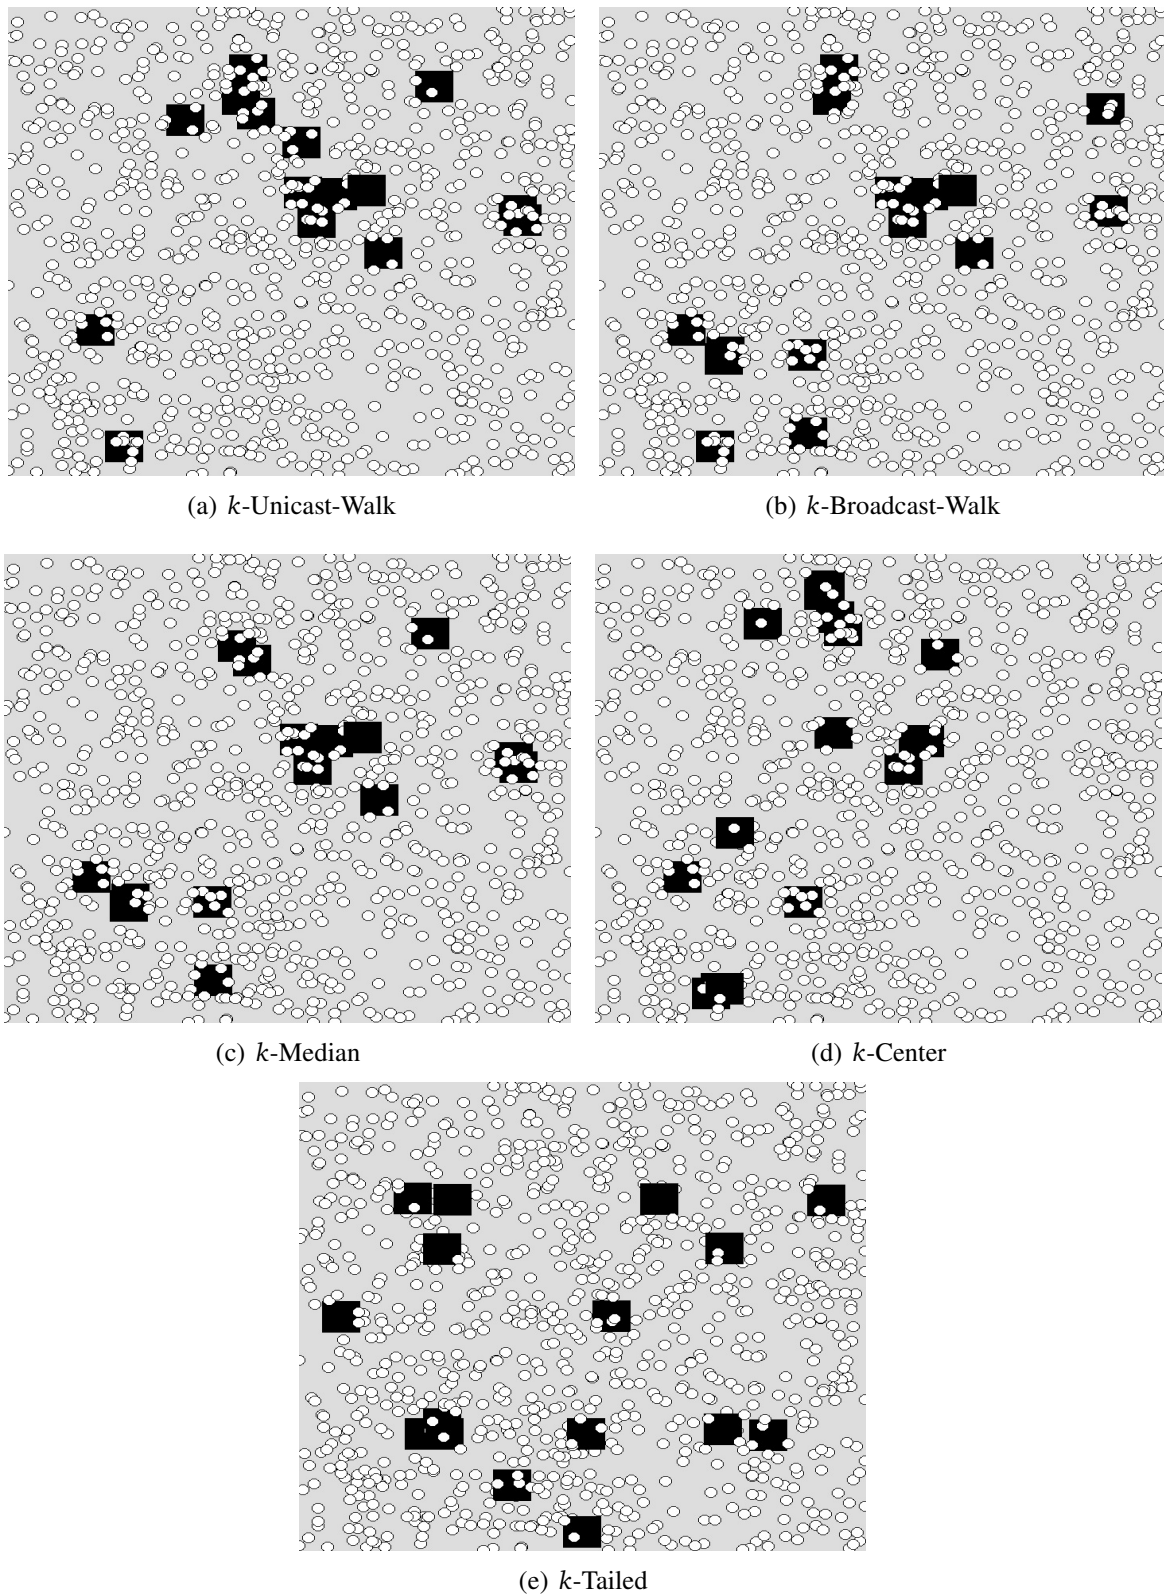 (a) k-Unicast-Walk
(b) k-Broadcast-Walk
(c) k-Median
(d) k-Center
(e) k-Tailed